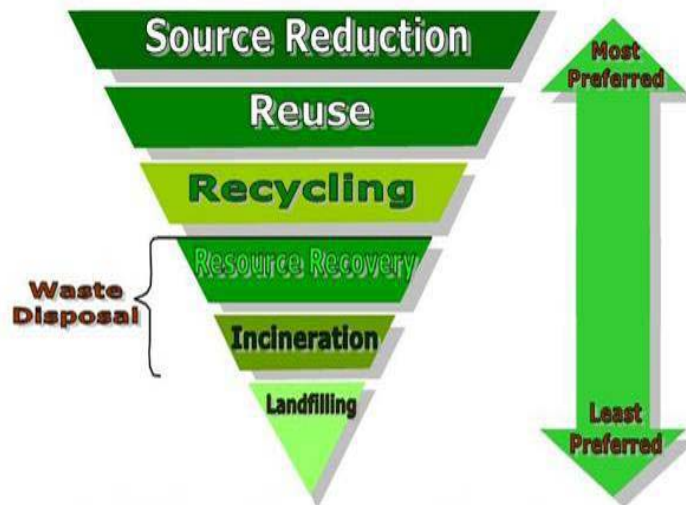 Source Reduction
Reuse
Recycling
Resource Recovery
Incineration
Landfilling
Waste
Disposal
Most
Preferred
Least
Preferred